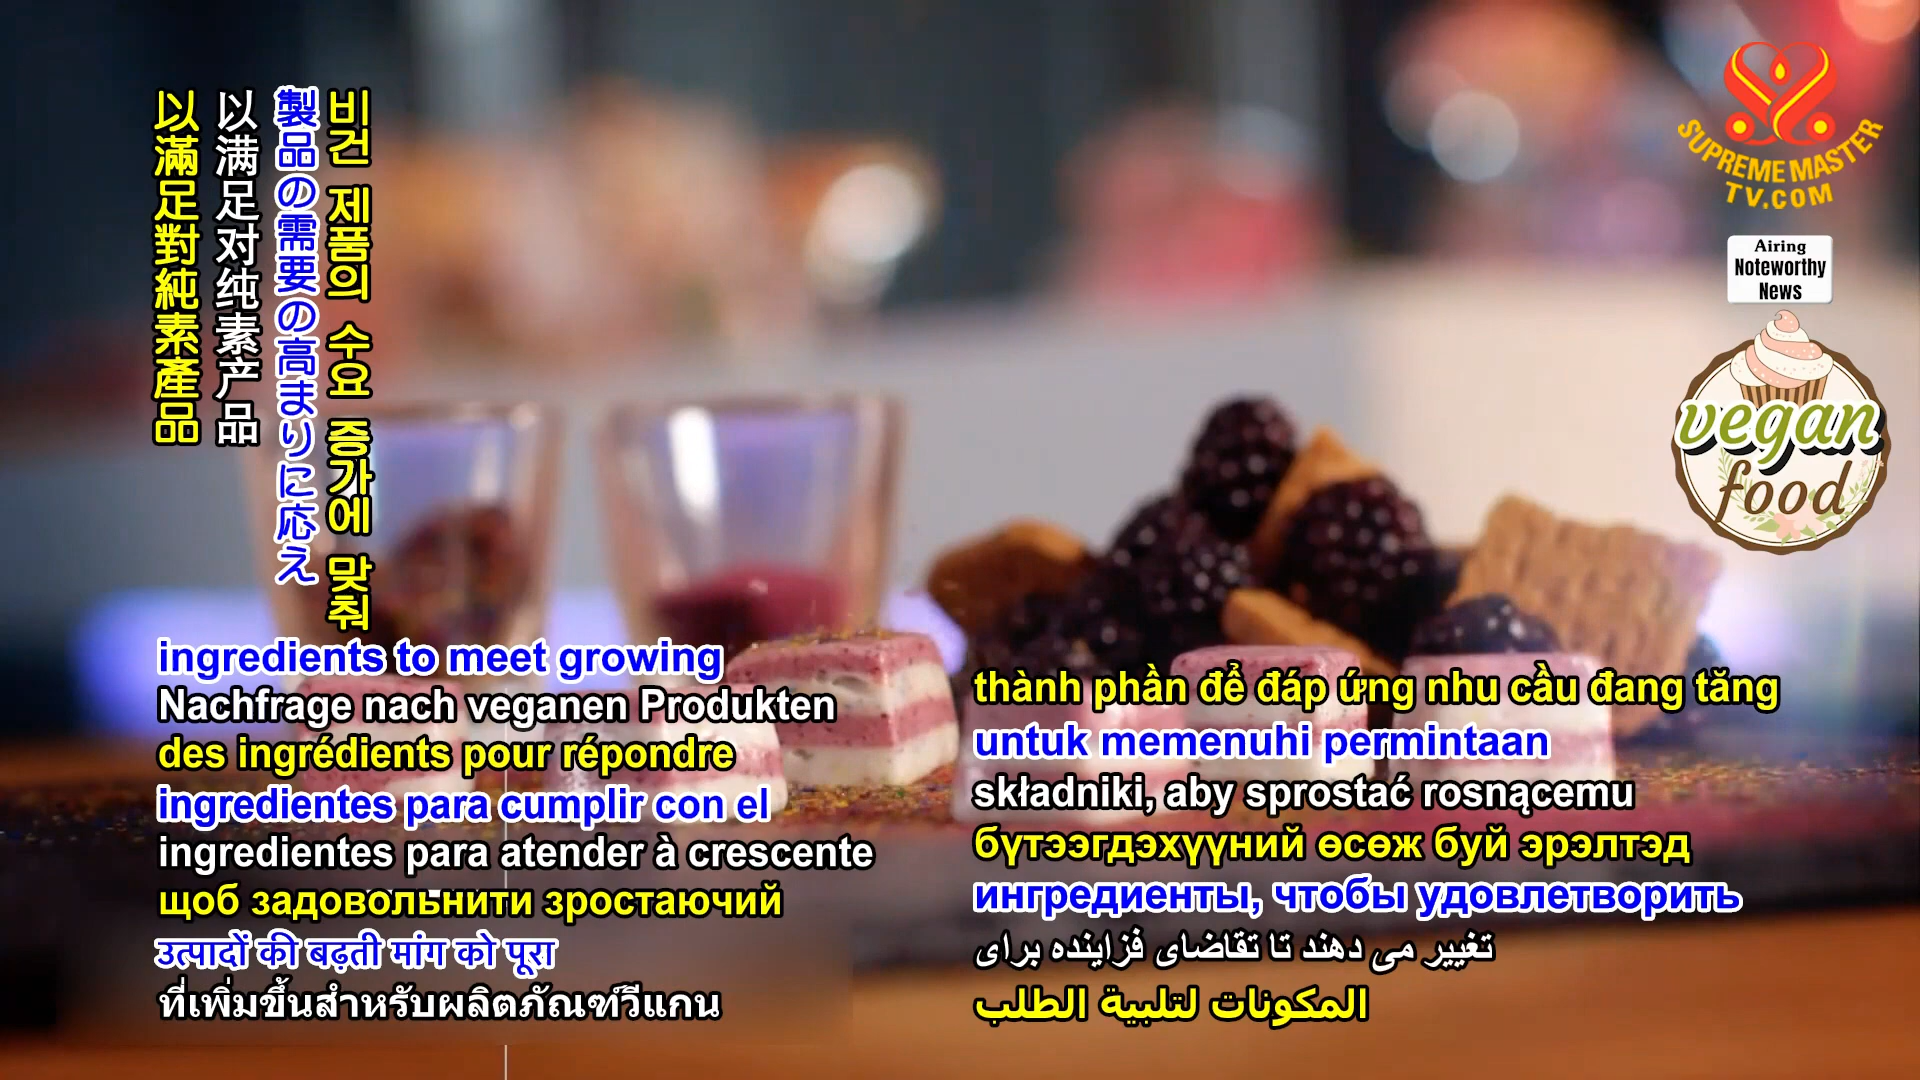 以滿足對純素產品
以满足对纯素产品
製品の需要の高まりに応え
비건 제품의 수요 증가에 맞춰
ingredients to meet growing
Nachfrage nach veganen Produkten
des ingrédients pour répondre
ingredientes para cumplir con el
ingredientes para atender à crescente
щоб задовольнити зростаючий
उत्पादों की बढ़ती मांग को पूरा
ที่เพิ่มขึ้นสำหรับผลิตภัณฑ์วีแกน
thành phần để đáp ứng nhu cầu đang tăng
untuk memenuhi permintaan
składniki, aby sprostać rosnącemu
бүтээгдэхүүний өсөж буй эрэлтэд
ингредиенты, чтобы удовлетворить
تغییر می دهند تا تقاضای فزاینده برای
المكونات لتلبية الطلب
SUPREME MASTER
TV.COM
Airing
Noteworthy
News
vegan
food